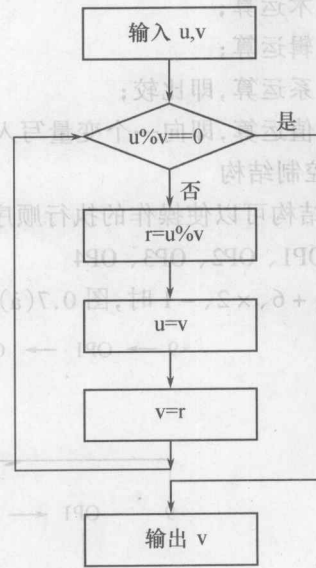 输入 u,v
u%v==0
是
否
r=u%v
u=v
v=r
输出 v